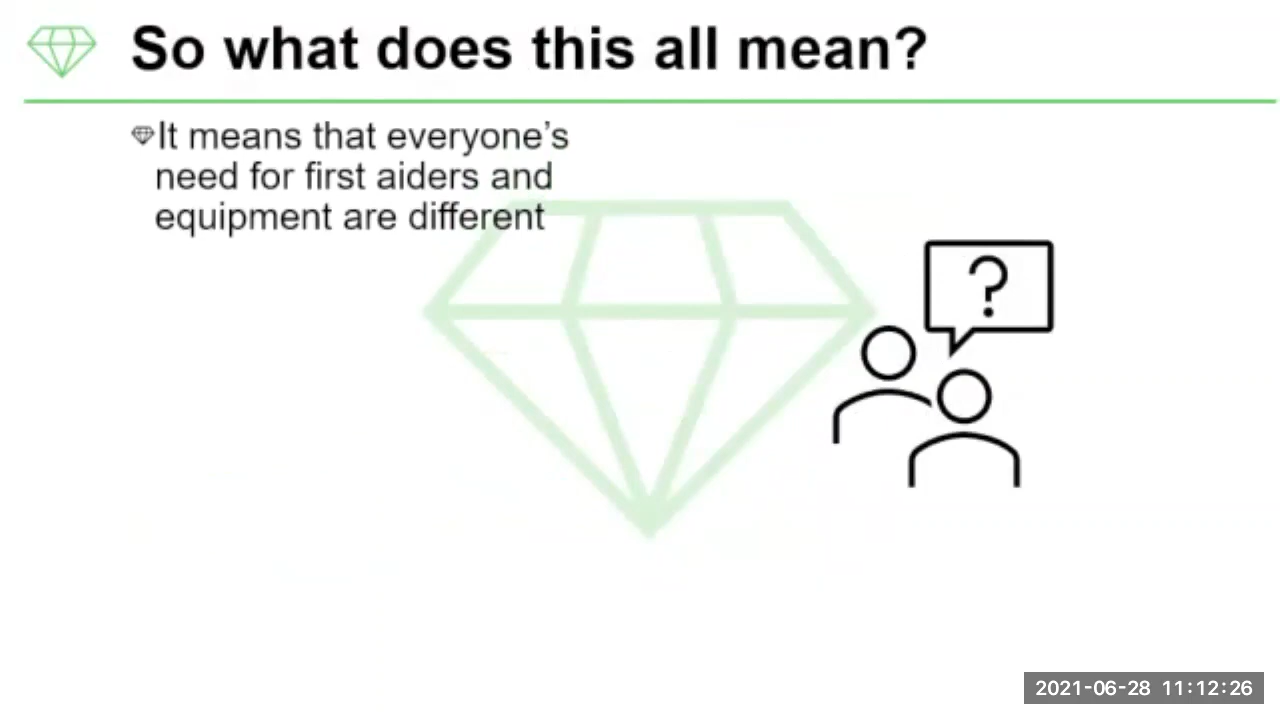 So what does this all mean?
It means that everyone's
need for first aiders and
equipment are different
?
2021-06-28 11:12:26